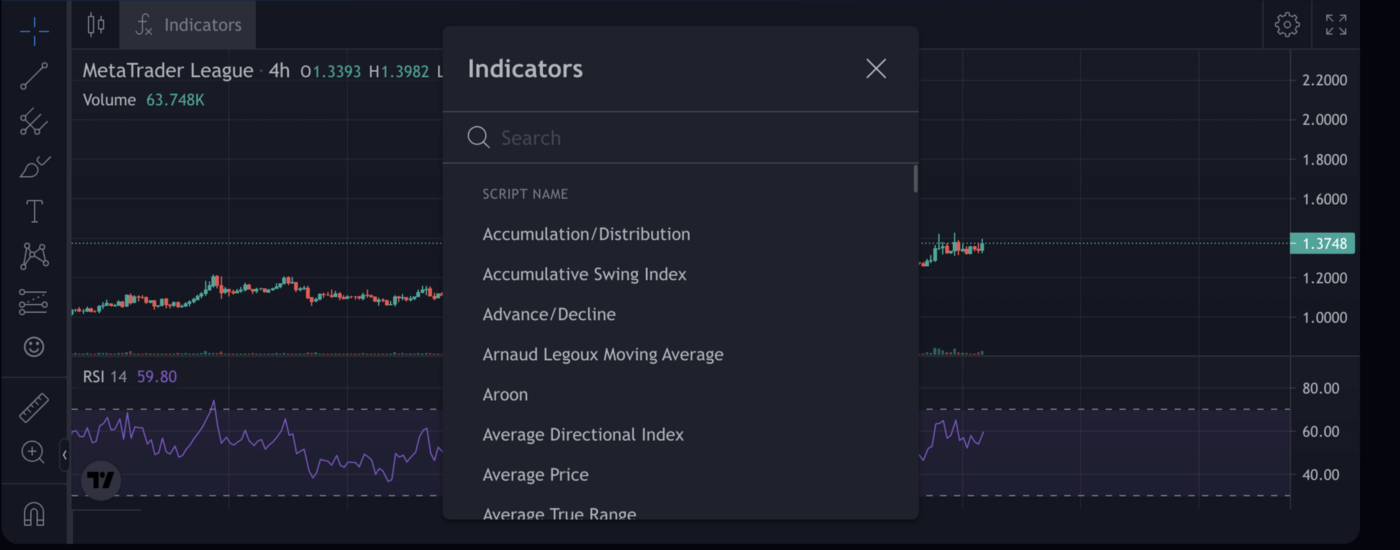 Indicators
MetaTrader League · 4h O1.3393 H1.3982 L
Volume 63.748K
Indicators
Search
SCRIPT NAME
Accumulation/Distribution
Accumulative Swing Index
Advance/Decline
Arnaud Legoux Moving Average
Aroon
Average Directional Index
Average Price
Average True Range
2.2000
2.0000
1.8000
1.6000
1.3748
1.2000
1.0000
RSI 14 59.80
80.00
60.00
40.00